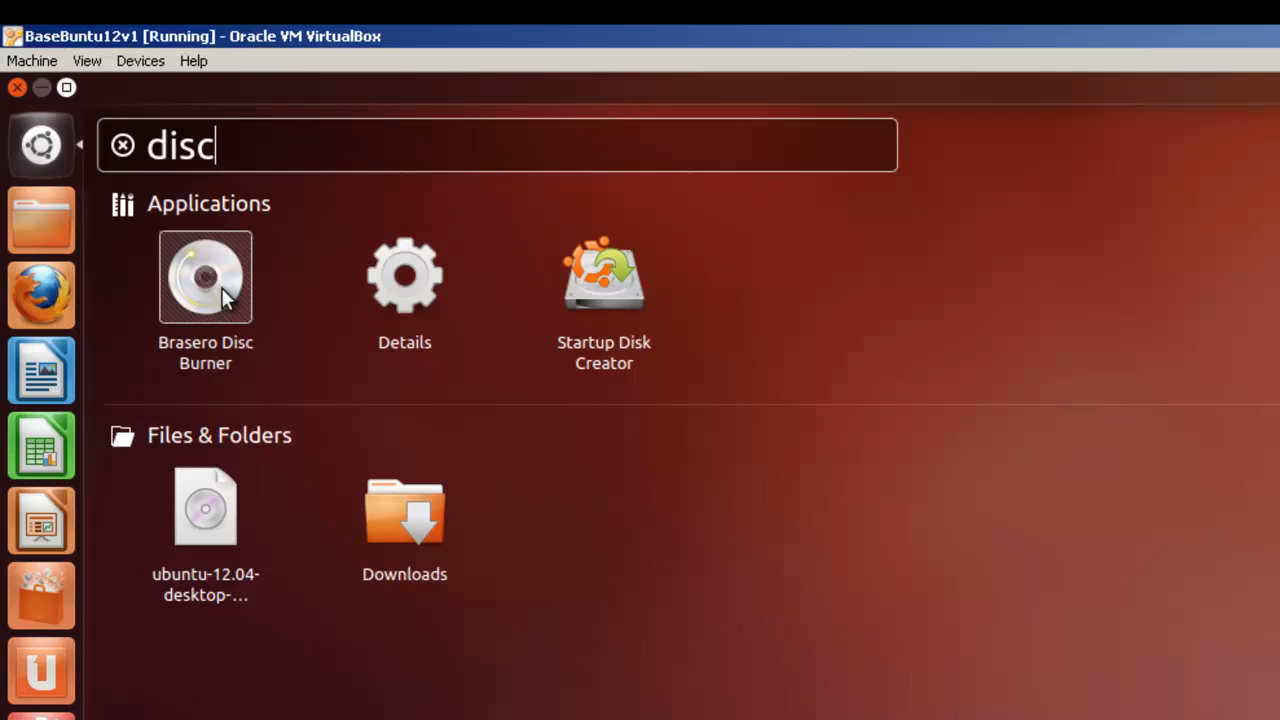 BaseBuntu12v1 [Running] - Oracle VM VirtualBox
Machine View Devices Help
disc
Applications
Brasero Disc
Burner
Details
Startup Disk
Creator
Files & Folders
ubuntu-12.04-
desktop-...
Downloads